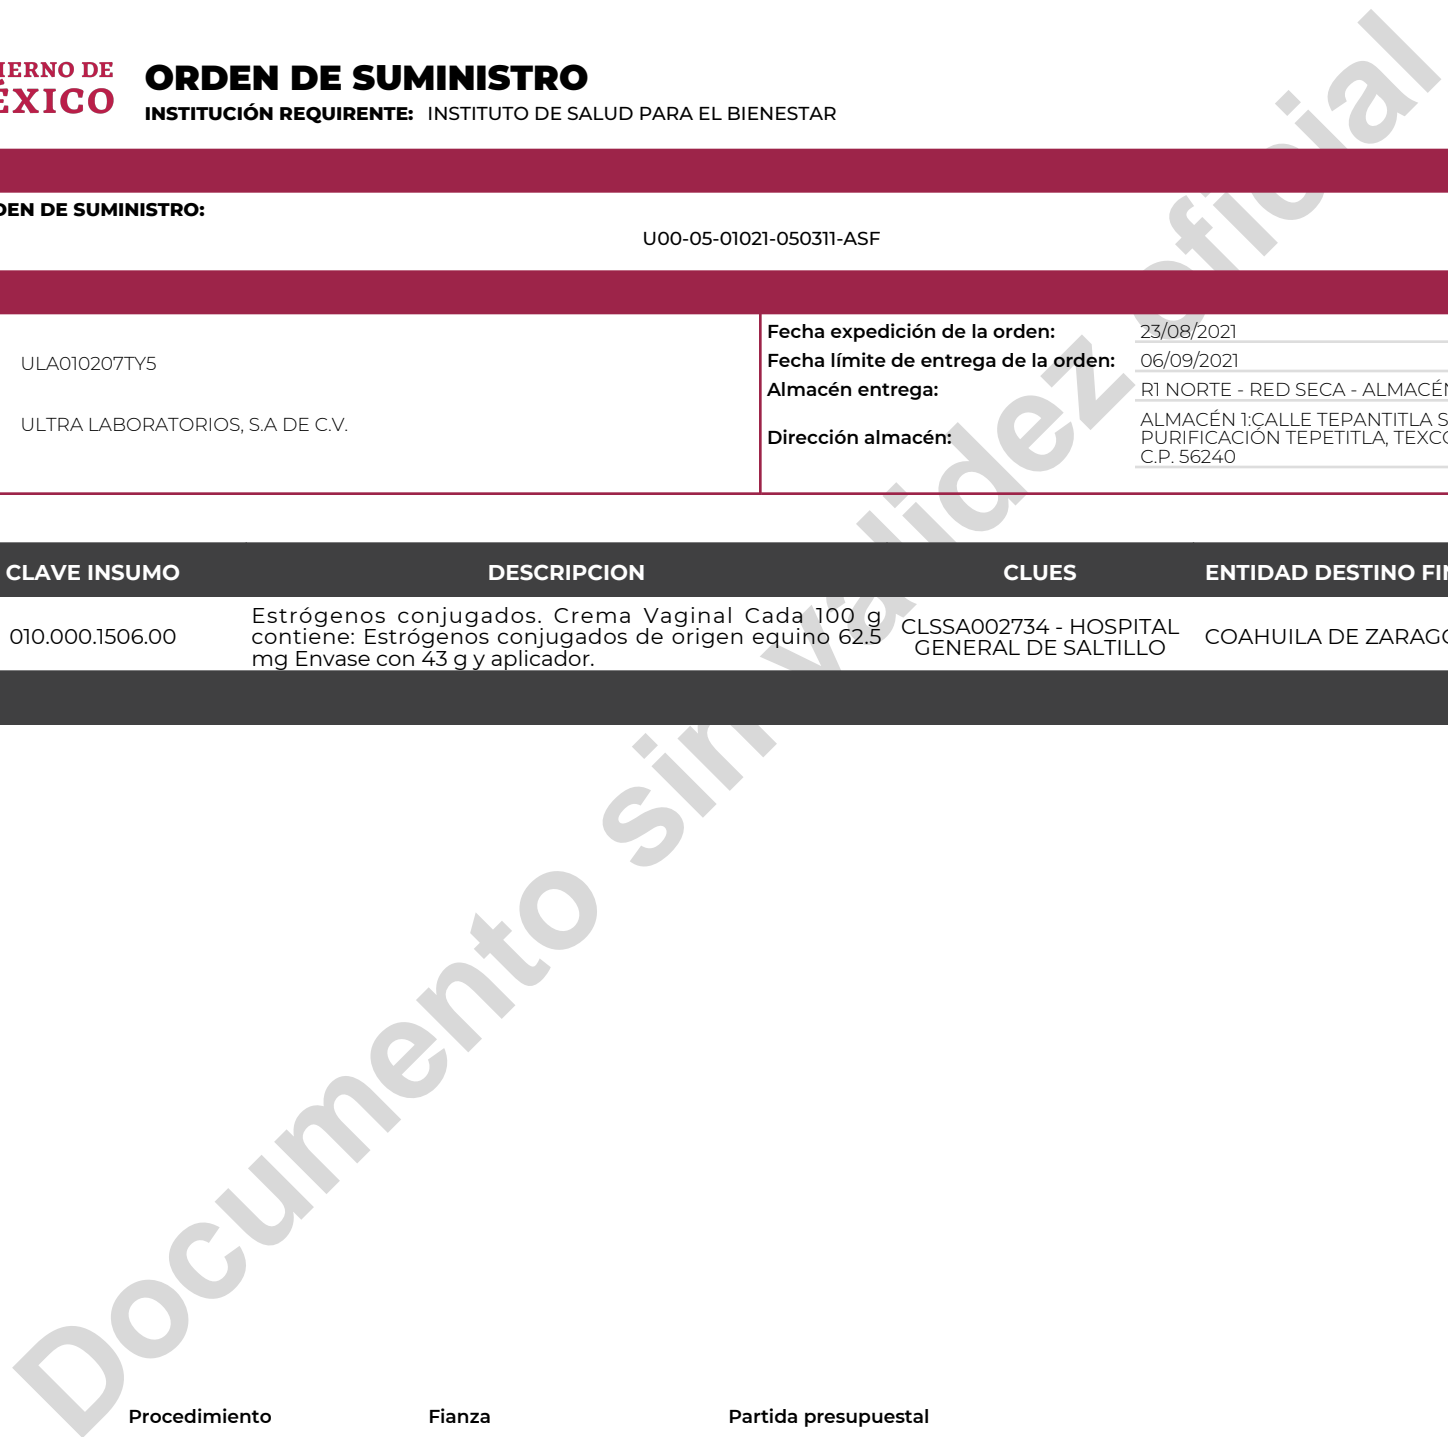 IERNO DE
ÉXICO
ORDEN DE SUMINISTRO
INSTITUCIÓN REQUIRENTE: INSTITUTO DE SALUD PARA EL BIENESTAR
DEN DE SUMINISTRO:
U00-05-01021-050311-ASF
ULA010207TY5
ULTRA LABORATORIOS, S.A DE C.V.
Fecha expedición de la orden: 23/08/2021
Fecha límite de entrega de la orden: 06/09/2021
Almacén entrega: R1 NORTE - RED SECA - ALMACÉN
Dirección almacén: ALMACÉN 1:CALLE TEPANTITLA S
PURIFICACIÓN TEPETITLA, TEXCO
C.P. 56240
CLAVE INSUMO DESCRIPCION CLUES ENTIDAD DESTINO FIN
010.000.1506.00
Estrógenos conjugados. Crema Vaginal Cada 100 g
contiene: Estrógenos conjugados de origen equino 62.5
mg Envase con 43 g y aplicador.
CLSSA002734 - HOSPITAL
GENERAL DE SALTILLO
COAHUILA DE ZARAGO
Documento sin validez oficial
Procedimiento Fianza Partida presupuestal